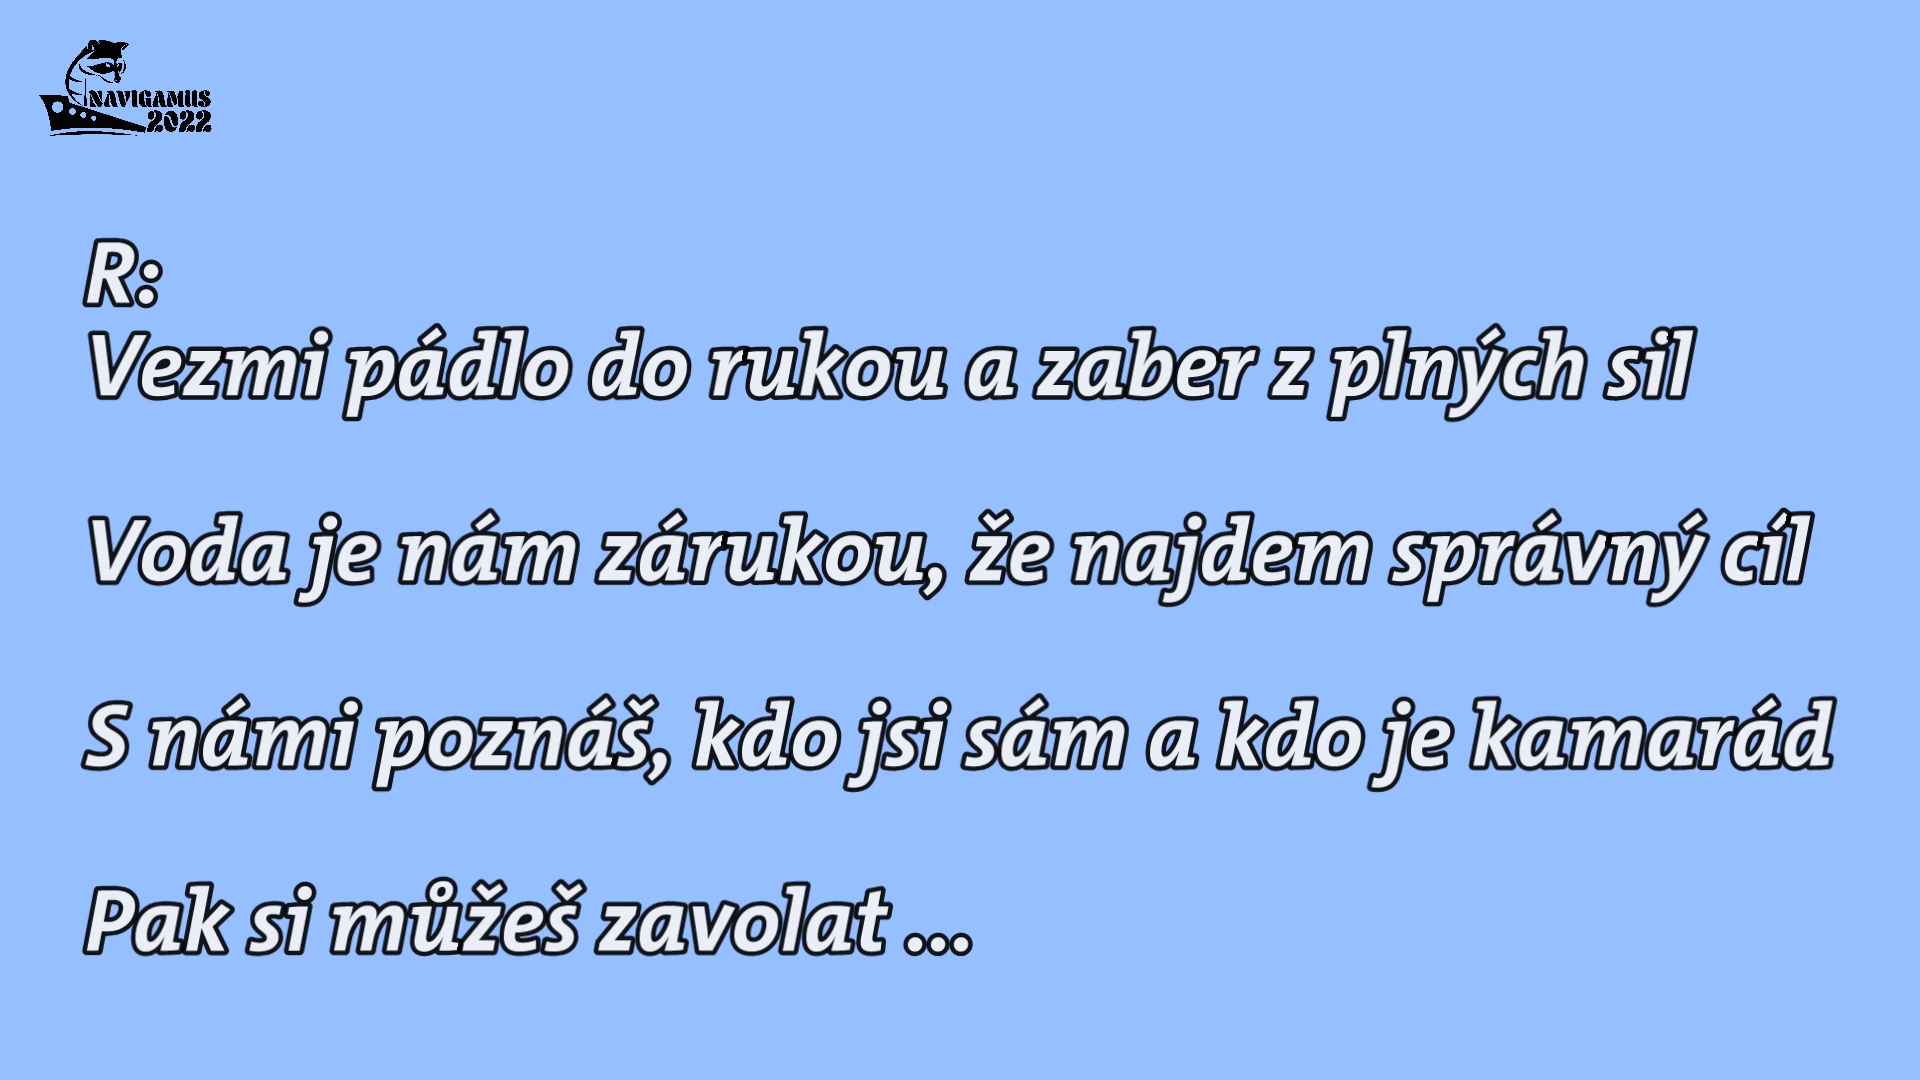 NAVIGAMUS
2022
R:
Vezmi pádlo do rukou a zaber z plných sil
Voda je nám zárukou, že najdem správný cíl
S námi poznáš, kdo jsi sám a kdo je kamarád
Pak si můžeš zavolat ...